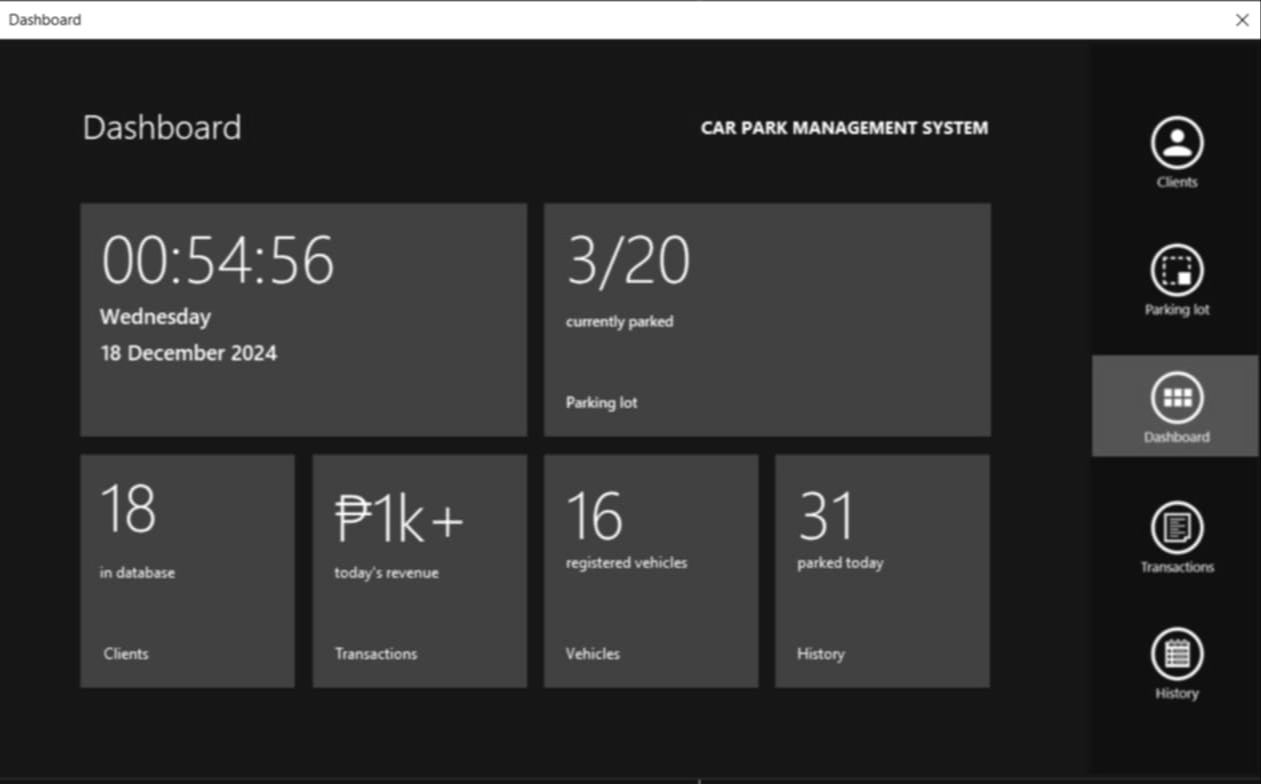 Dashboard
Dashboard
CAR PARK MANAGEMENT SYSTEM
00:54:56
Wednesday
18 December 2024
3/20
currently parked
Parking lot
18
in database
Clients
₱1k+
today's revenue
Transactions
16
registered vehicles
Vehicles
31
parked today
History
Clients
Parking lot
Dashboard
Transactions
History